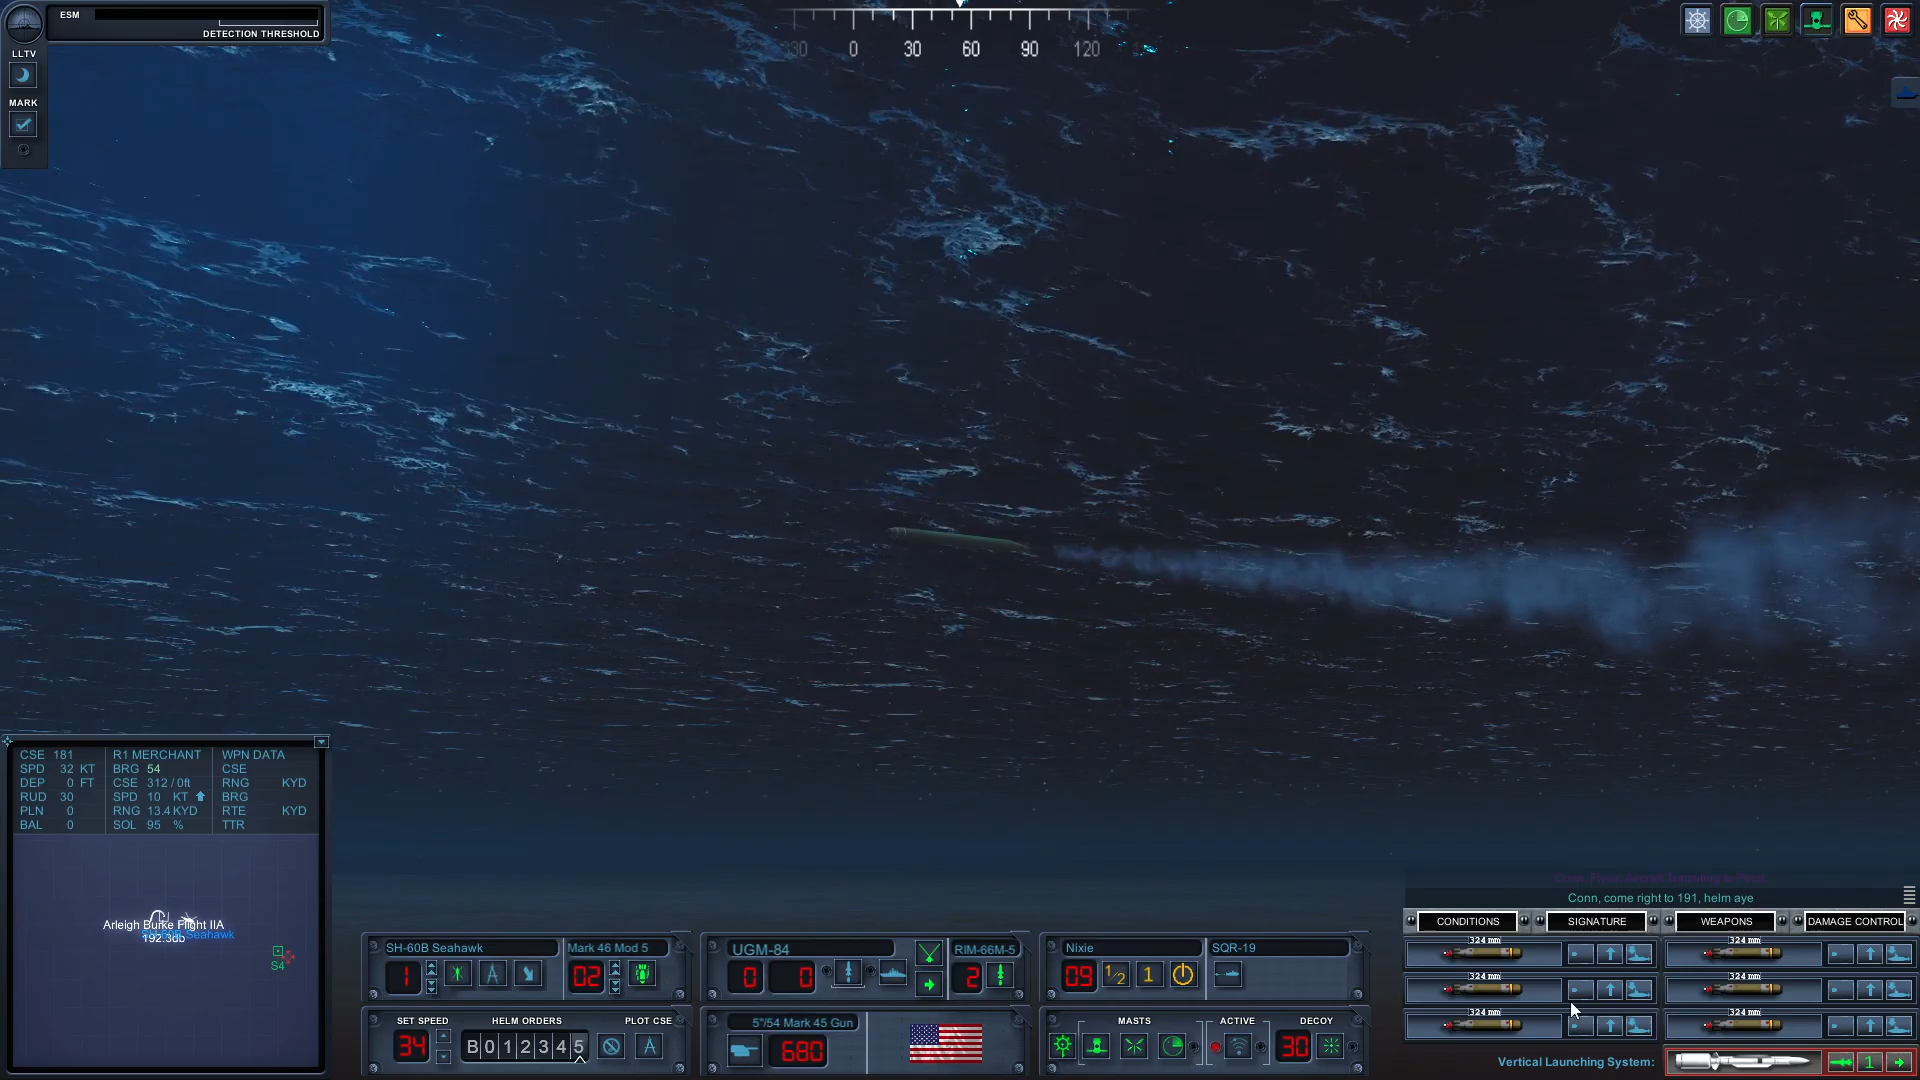 ESM
DETECTION THRESHOLD
LLTV
MARK
330 0 30 60 90 120
CSE 181
SPD 32 KT
DEP 0 FT
RUD 30
PLN 0
BAL 0
R1 MERCHANT
BRG 54
CSE 312 / 0ft
SPD 10 KT
RNG 13.4 KYD
SOL 95 %
WPN DATA
CSE
RNG KYD
BRG
RTE KYD
TTR
Arleigh Burke Flight IIA
SH-60B Seahawk
192.3db
S4
SH-60B Seahawk
Mark 46 Mod 5
1
02
UGM-84
RIM-66M-5
0 0
2
Nixie
SQR-19
09 1/2 1
SET SPEED
HELM ORDERS
PLOT CSE
34
B 0 1 2 3 4 5
5"/54 Mark 45 Gun
680
MASTS
ACTIVE
DECOY
30
Conn, come right to 191, helm aye
CONDITIONS
SIGNATURE
WEAPONS
DAMAGE CONTROL
324 mm
324 mm
324 mm
324 mm
324 mm
324 mm
Vertical Launching System:
1